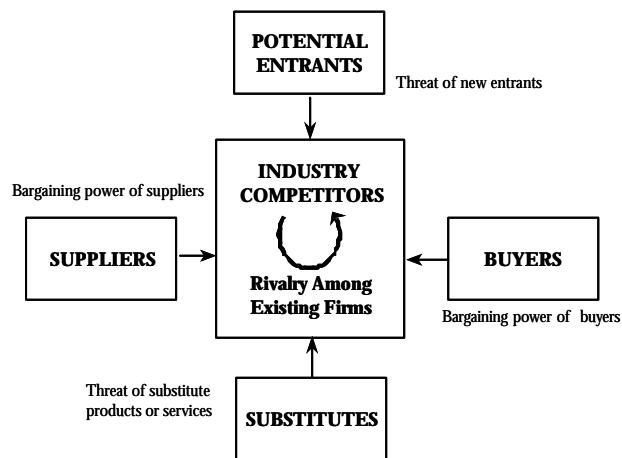 POTENTIAL
ENTRANTS
Threat of new entrants
INDUSTRY
COMPETITORS
Bargaining power of suppliers
SUPPLIERS
BUYERS
Rivalry Among
Existing Firms
Bargaining power of buyers
Threat of substitute
products or services
SUBSTITUTES